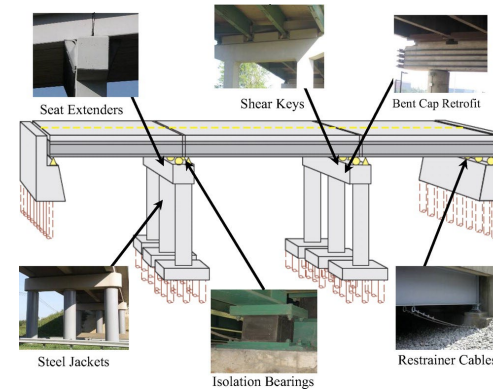 Seat Extenders
Shear Keys
Bent Cap Retrofit
Steel Jackets
Isolation Bearings
Restrainer Cables